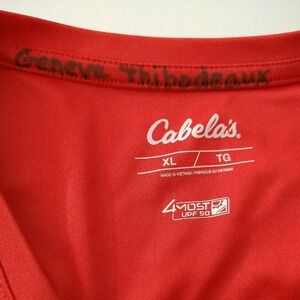 Geneva Thibodeaux
Cabela's.
XL TG
MADE IN VIETNAM / FABRIQUÉ AU VIETNAM
4MOST
UPF 50